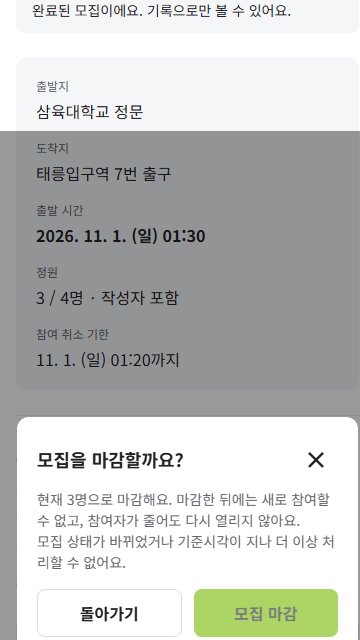 완료된 모집이에요. 기록으로만 볼 수 있어요.
출발지
삼육대학교 정문
도착지
태릉입구역 7번 출구
출발 시간
2026. 11. 1. (일) 01:30
정원
3 / 4명 · 작성자 포함
참여 취소 기한
11. 1. (일) 01:20까지
모집을 마감할까요?
현재 3명으로 마감해요. 마감한 뒤에는 새로 참여할
수 없고, 참여자가 줄어도 다시 열리지 않아요.
모집 상태가 바뀌었거나 기준시각이 지나 더 이상 처
리할 수 없어요.
돌아가기
모집 마감